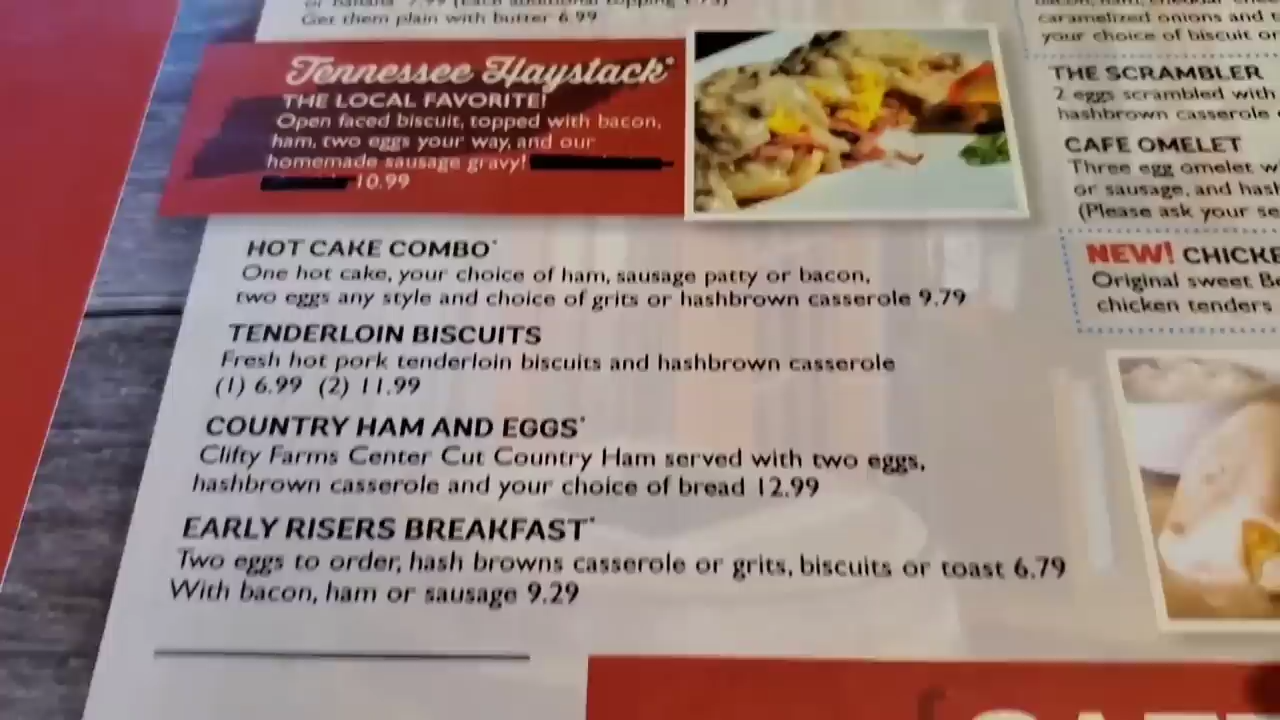 Get them plain with butter 6.99
Tennessee Haystack*
THE LOCAL FAVORITE!
Open faced biscuit, topped with bacon,
ham, two eggs your way, and our
homemade sausage gravy!
10.99
HOT CAKE COMBO*
One hot cake, your choice of ham, sausage patty or bacon,
two eggs any style and choice of grits or hashbrown casserole 9.79
TENDERLOIN BISCUITS
Fresh hot pork tenderloin biscuits and hashbrown casserole
(1) 6.99 (2) 11.99
COUNTRY HAM AND EGGS*
Clifty Farms Center Cut Country Ham served with two eggs,
hashbrown casserole and your choice of bread 12.99
EARLY RISERS BREAKFAST*
Two eggs to order, hash browns casserole or grits, biscuits or toast 6.79
With bacon, ham or sausage 9.29
caramelized onions and
your choice of biscuit or
THE SCRAMBLER
2 eggs scrambled with
hashbrown casserole
CAFE OMELET
Three egg omelet
or sausage, and
(Please ask your
NEW!
Original sweet
chicken tenders